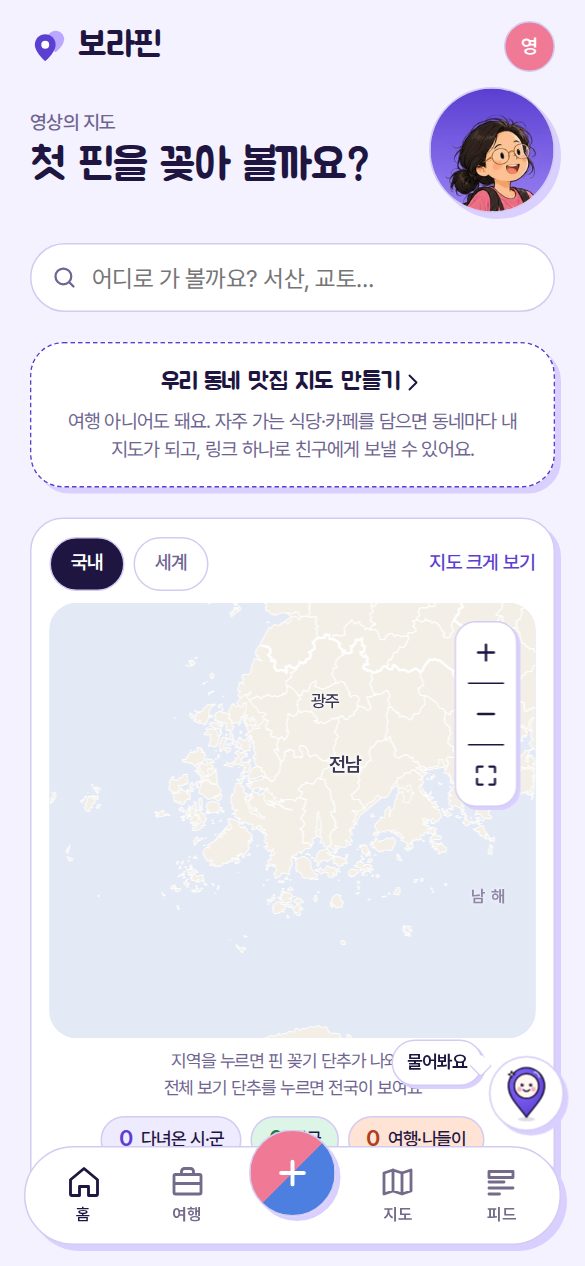 보라핀
영
영상의 지도
첫 핀을 꽂아 볼까요?
어디로 가 볼까요? 서산, 교토…
우리 동네 맛집 지도 만들기
여행 아니어도 돼요. 자주 가는 식당·카페를 담으면 동네마다 내
지도가 되고, 링크 하나로 친구에게 보낼 수 있어요.
국내
세계
지도 크게 보기
광주
전남
남 해
지역을 누르면 핀 꽂기 단추가
물어봐요
전체 보기 단추를 누르면 전국이 보여요
0 다녀온 시·군
0 여행·나들이
홈
여행
지도
피드